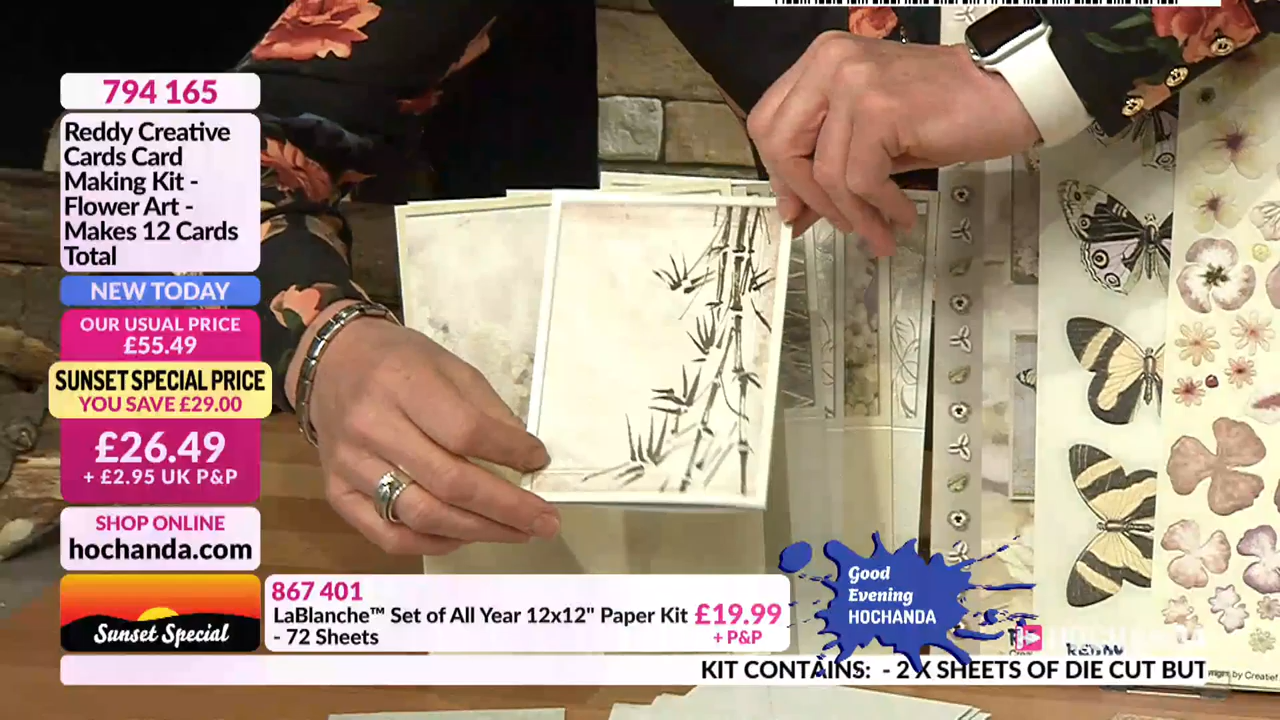 794 165
Reddy Creative
Cards Card
Making Kit -
Flower Art -
Makes 12 Cards
Total
NEW TODAY
OUR USUAL PRICE
£55.49
SUNSET SPECIAL PRICE
YOU SAVE £29.00
£26.49
+ £2.95 UK P&P
SHOP ONLINE
hochanda.com
Sunset Special
867 401
LaBlanche™ Set of All Year 12x12" Paper Kit
- 72 Sheets
£19.99
+ P&P
Good
Evening
HOCHANDA
HOCHANDA
KIT CONTAINS: - 2 X SHEETS OF DIE CUT BUT
by Creatief